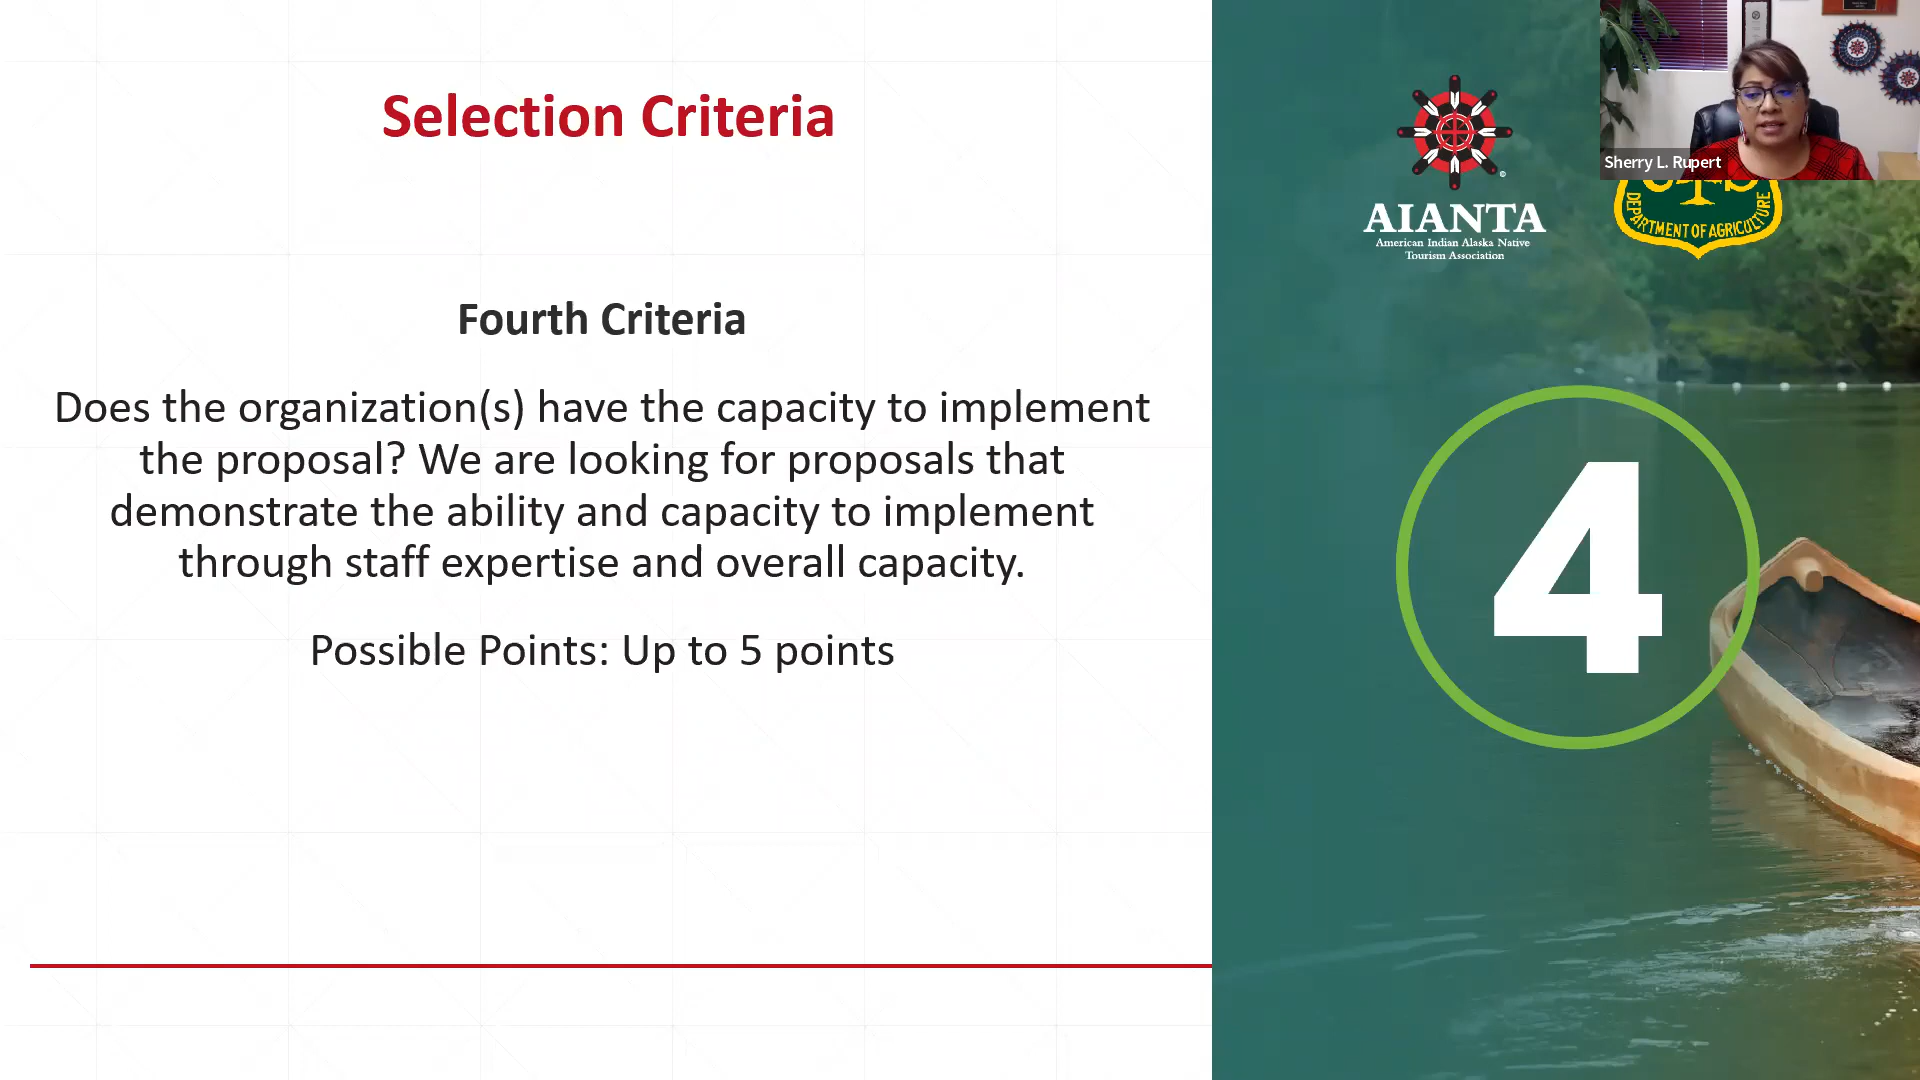 Selection Criteria
Fourth Criteria
Does the organization(s) have the capacity to implement
the proposal? We are looking for proposals that
demonstrate the ability and capacity to implement
through staff expertise and overall capacity.
Possible Points: Up to 5 points
AIANTA
American Indian Alaska Native
Tourism Association
Sherry L. Rupert
DEPARTMENT OF AGRICULTURE
4